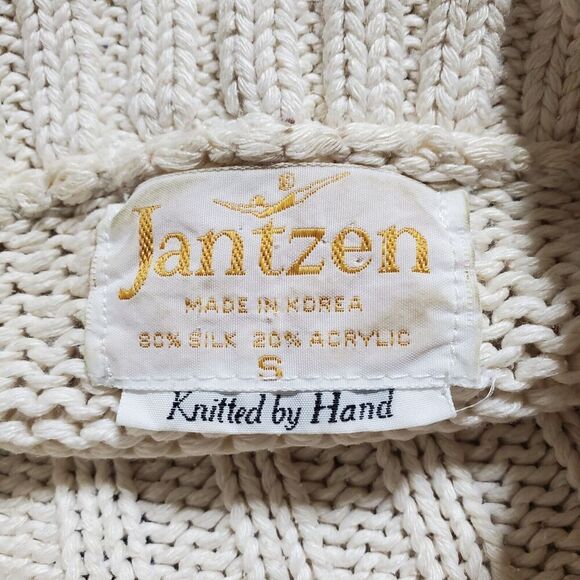 Jantzen
MADE IN KOREA
80% SILK 20% ACRYLIC
S
Knitted by Hand